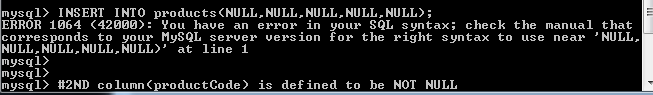 mysql> INSERT INTO products(NULL,NULL,NULL,NULL,NULL);
ERROR 1064 (42000): You have an error in your SQL syntax; check the manual that
corresponds to your MySQL server version for the right syntax to use near 'NULL,
NULL,NULL,NULL,NULL)' at line 1
mysql>
mysql>
mysql> #2ND column(productCode) is defined to be NOT NULL